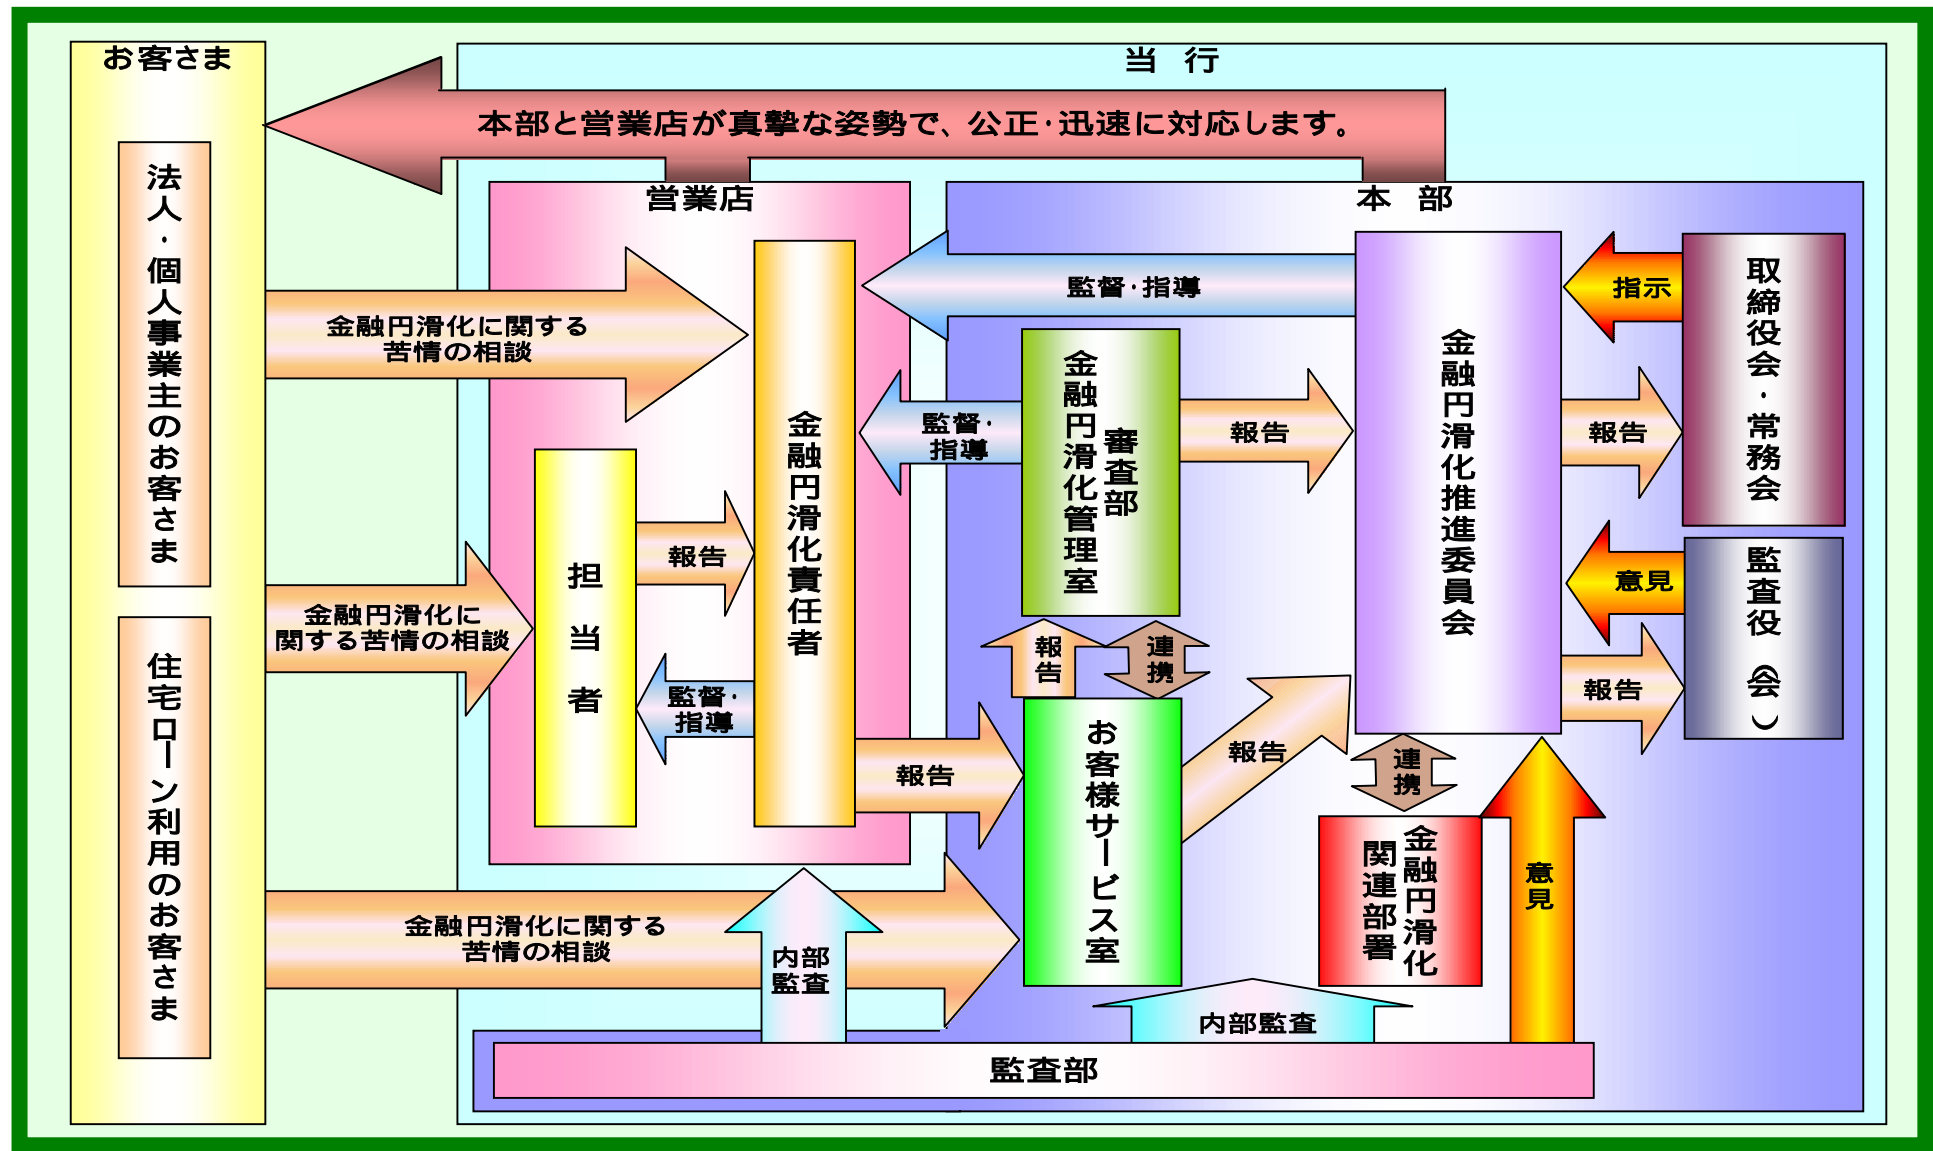 お客さま
当 行
本部と営業店が真摯な姿勢で、公正・迅速に対応します。
法人・個人事業主のお客さま
住宅ローン利用のお客さま
営業店
本 部
金融円滑化に関する
苦情の相談
金融円滑化に
関する苦情の相談
金融円滑化に関する
苦情の相談
担当者
報告
監督・
指導
金融円滑化責任者
監督・指導
監督・
指導
報告
審査部
金融円滑化管理室
報告
報告
連携
お客様サービス室
報告
金融円滑化推進委員会
指示
報告
取締役会・常務会
意見
報告
監査役(会)
連携
金融円滑化
関連部署
意見
内部
監査
内部監査
監査部